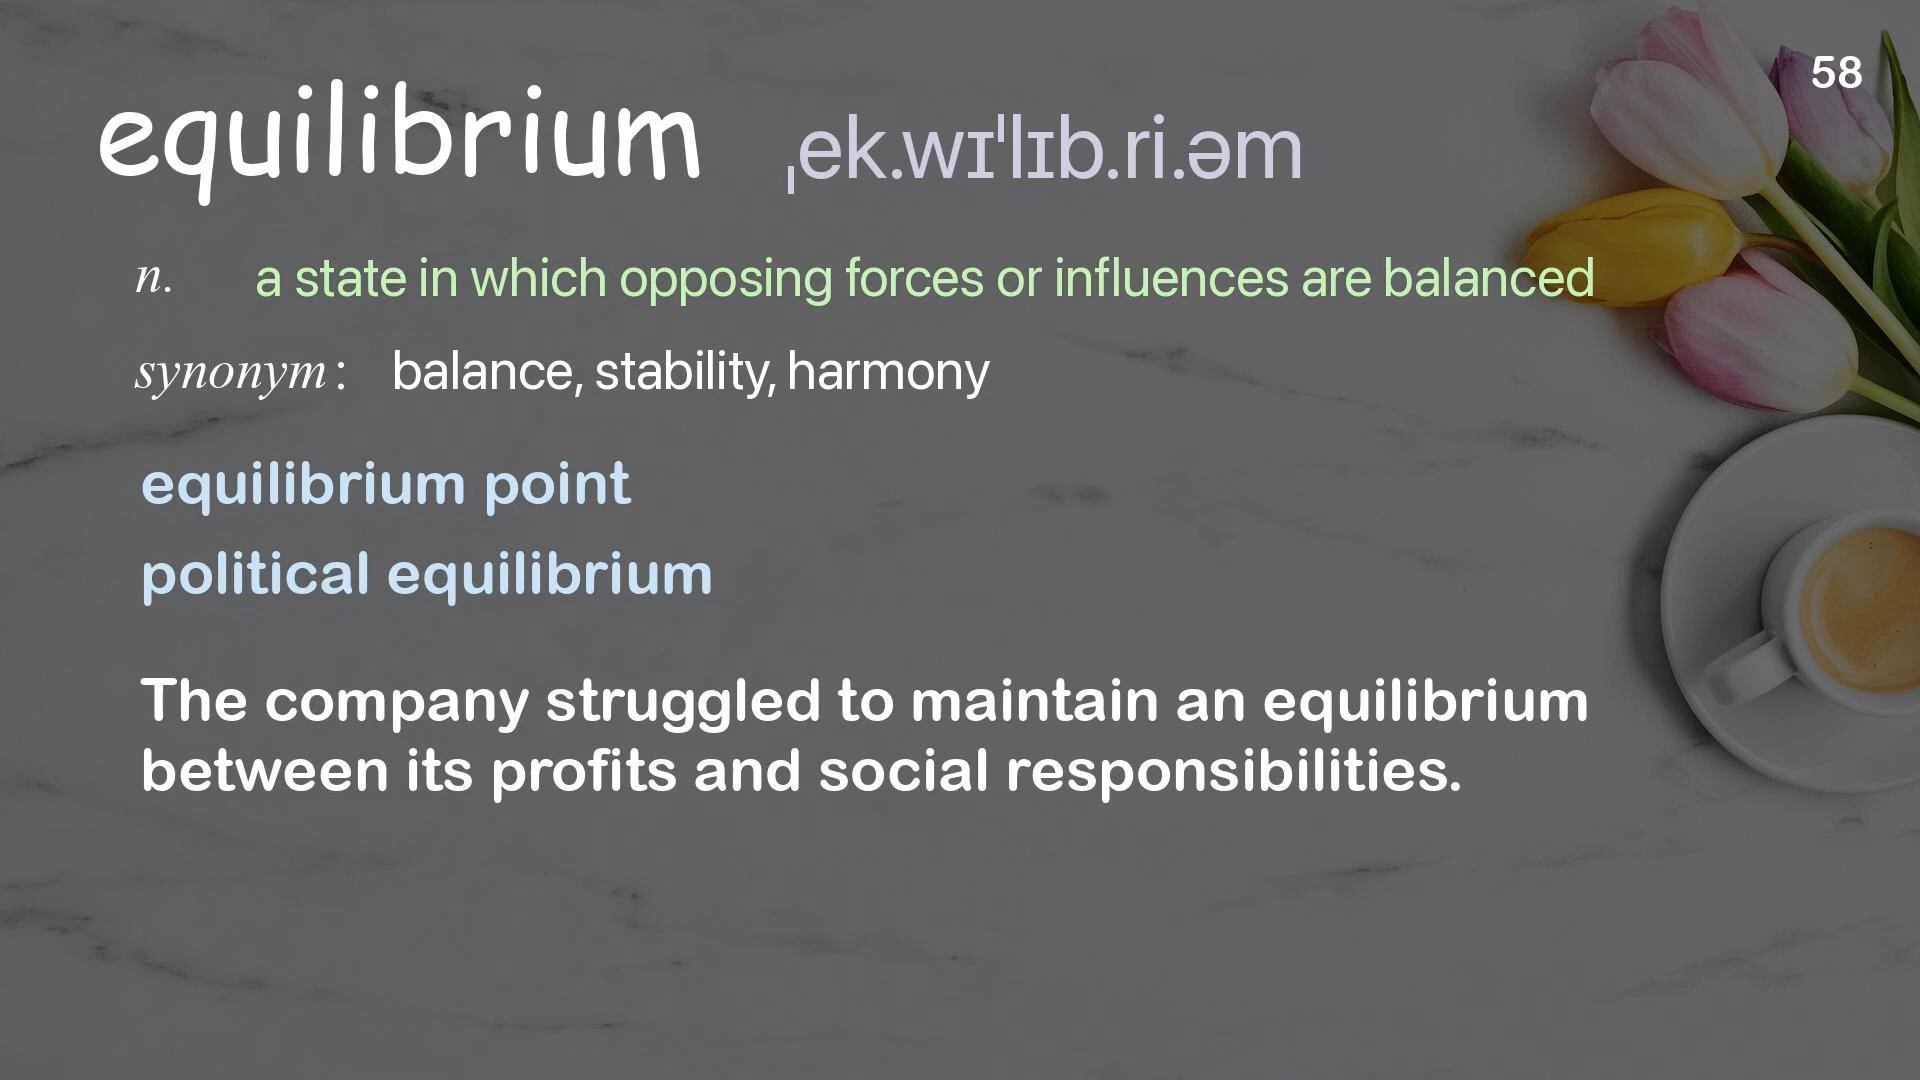 58
equilibrium ˌek.wɪˈlɪb.ri.əm
n. a state in which opposing forces or influences are balanced
synonym: balance, stability, harmony
equilibrium point
political equilibrium
The company struggled to maintain an equilibrium
between its profits and social responsibilities.